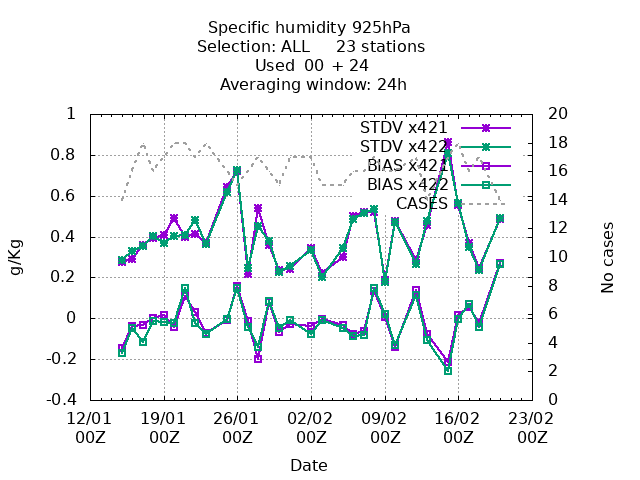 Specific humidity 925hPa
Selection: ALL 23 stations
Used 00 + 24
Averaging window: 24h
1
0.8
0.6
0.4
0.2
0
-0.2
-0.4
g/Kg
20
18
16
14
12
10
8
6
4
2
0
No cases
STDV x421
STDV x422
BIAS x421
BIAS x422
CASES
12/01 19/01 26/01 02/02 09/02 16/02 23/02
00Z 00Z 00Z 00Z 00Z 00Z 00Z
Date